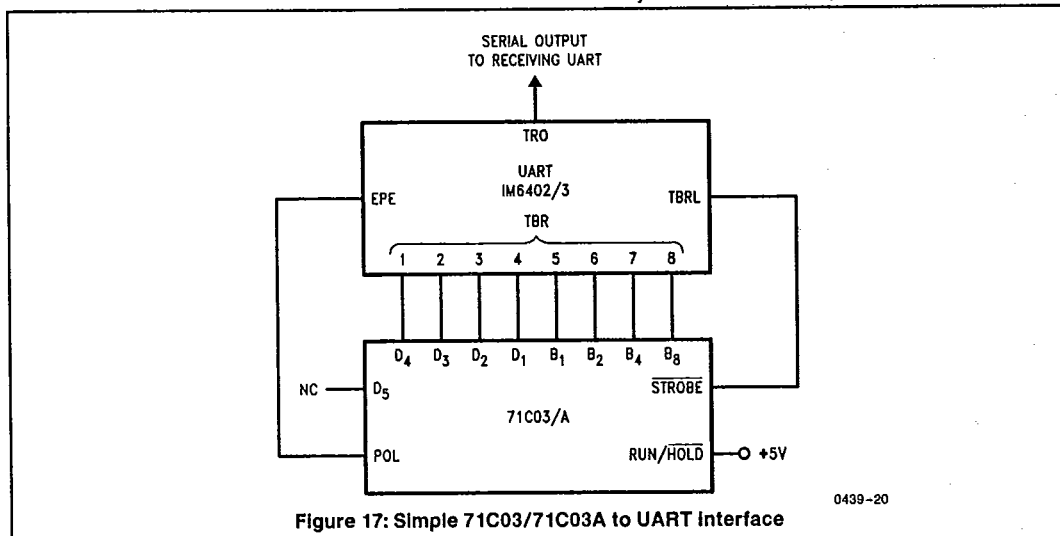 SERIAL OUTPUT
TO RECEIVING UART
TRO
UART
IM6402/3
EPE
TBRL
TBR
1 2 3 4 5 6 7 8
D4 D3 D2 D1 B1 B2 B4 B8
NC
D5
STROBE
71C03/A
POL
RUN/HOLD
+5V
0439-20
Figure 17: Simple 71C03/71C03A to UART Interface